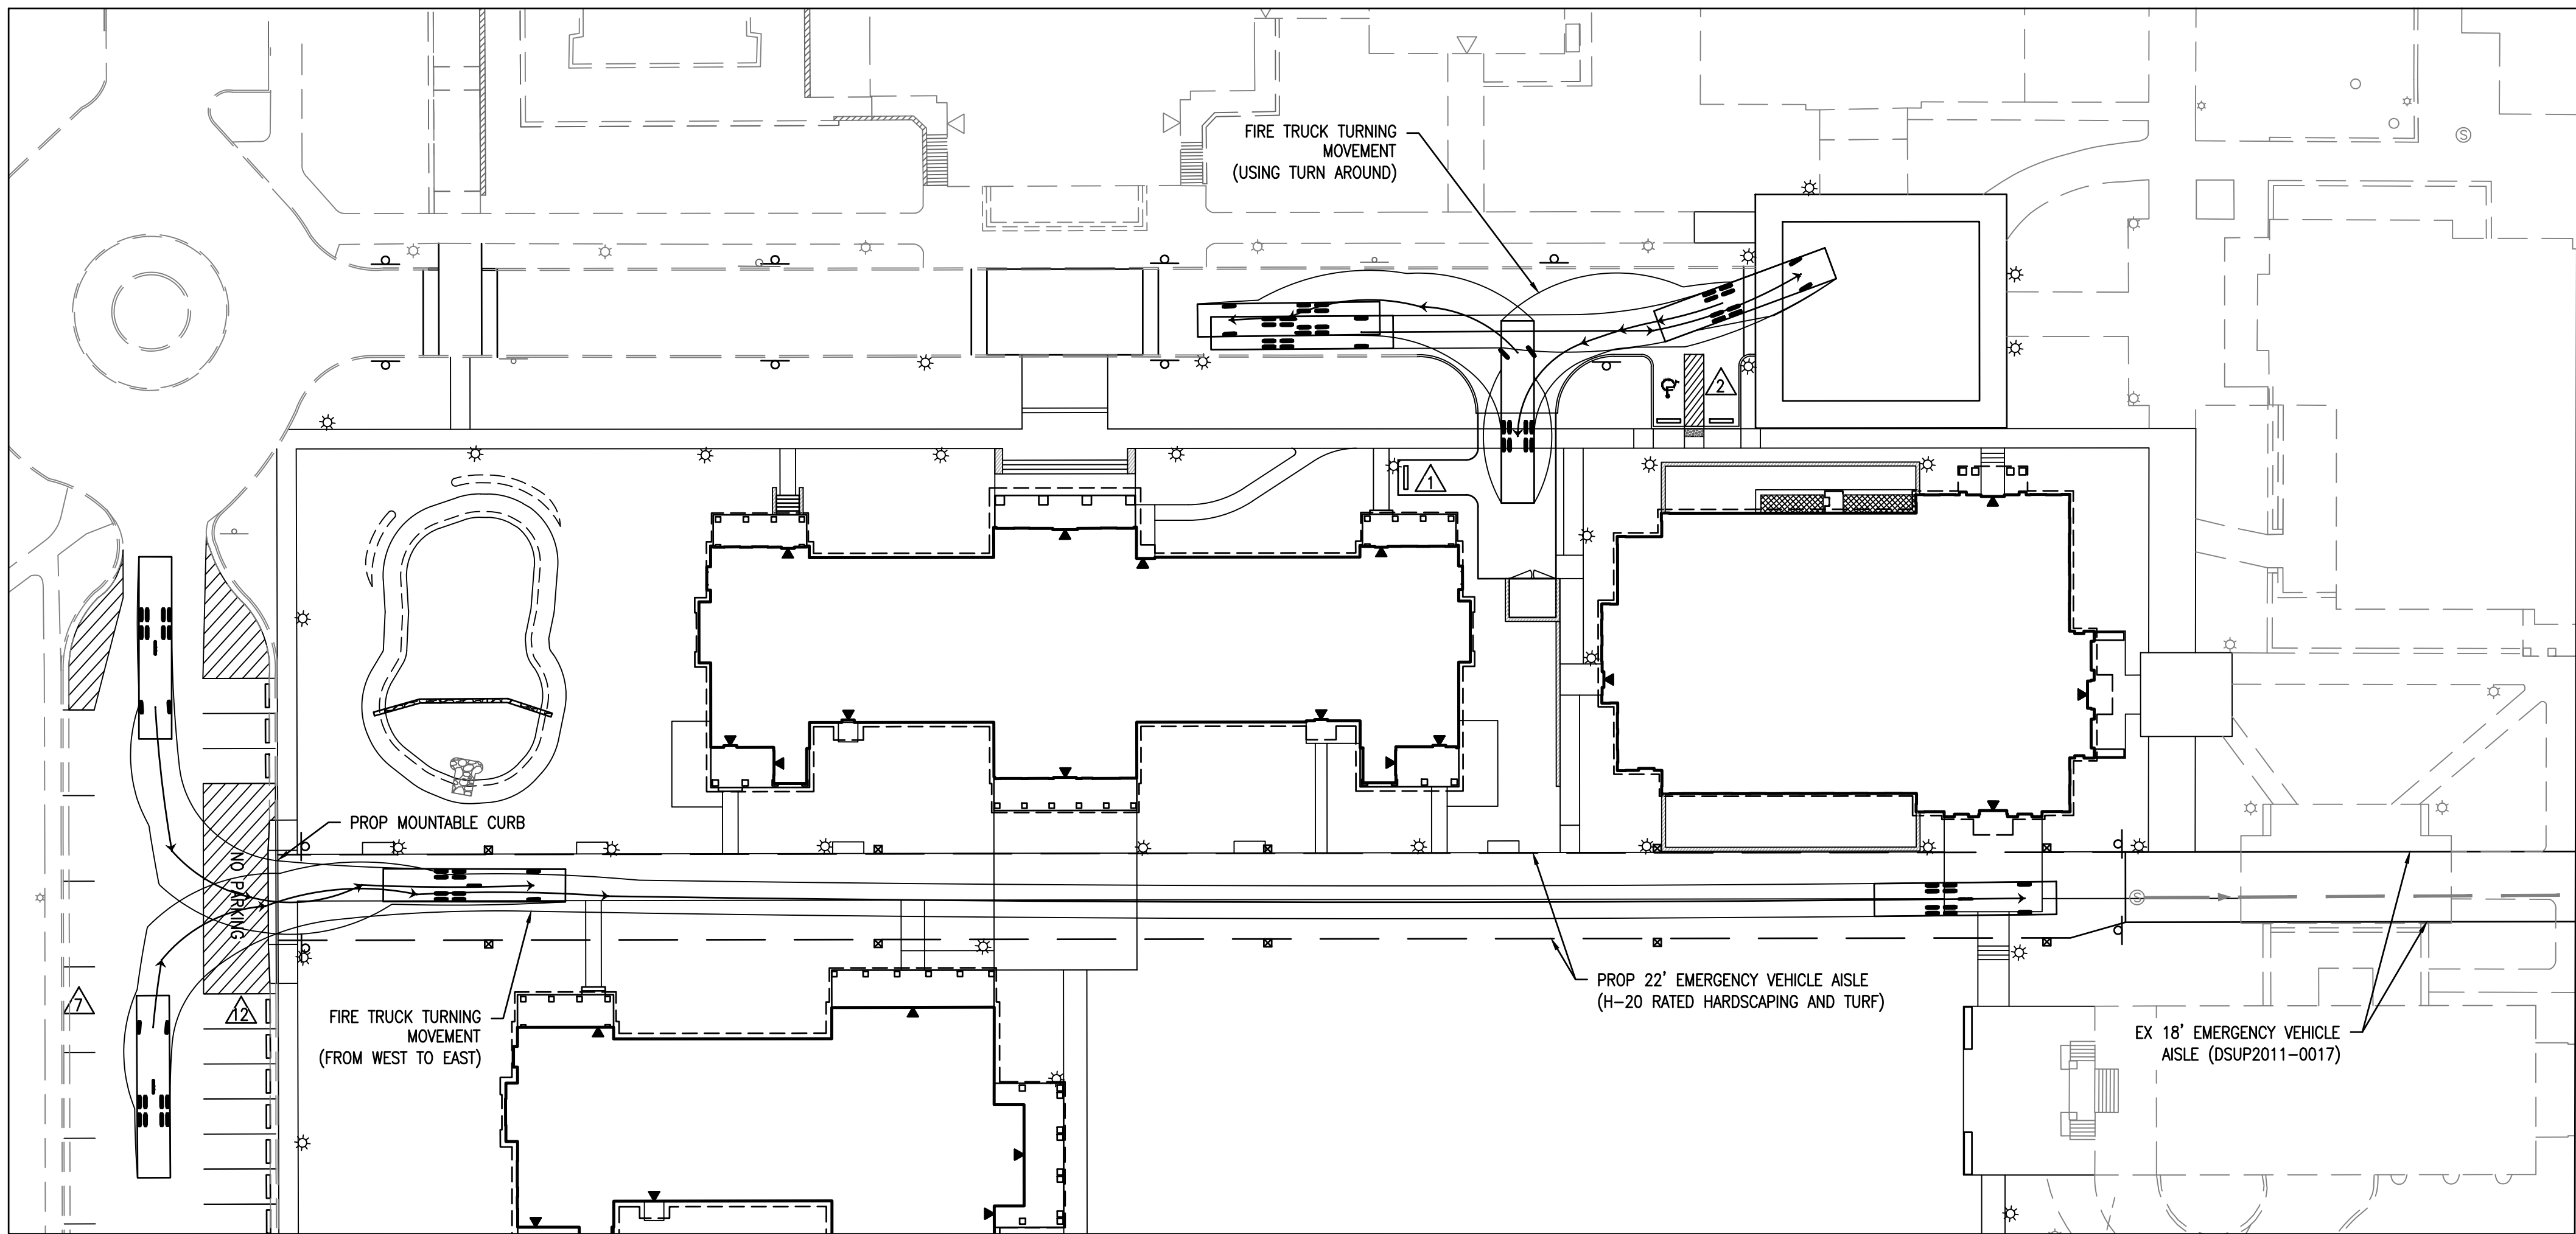 FIRE TRUCK TURNING
MOVEMENT
(USING TURN AROUND)
2
1
PROP MOUNTABLE CURB
NO PARKING
7
12
FIRE TRUCK TURNING
MOVEMENT
(FROM WEST TO EAST)
PROP 22' EMERGENCY VEHICLE AISLE
(H-20 RATED HARDSCAPING AND TURF)
EX 18' EMERGENCY VEHICLE
AISLE (DSUP2011-0017)
S
S